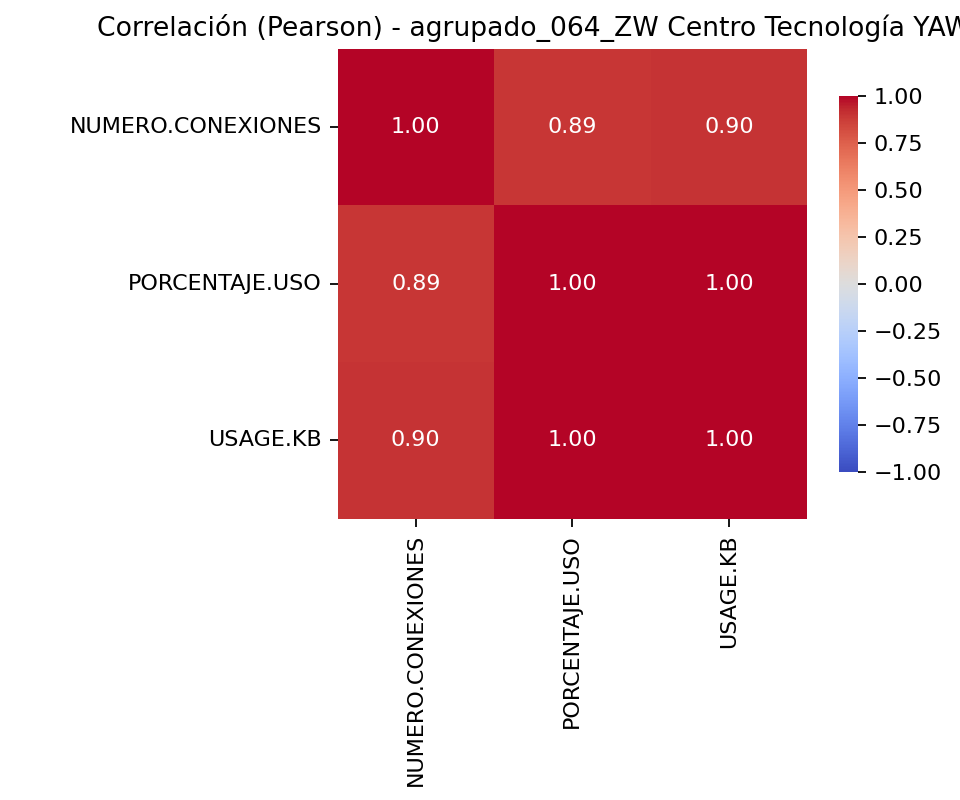 Correlación (Pearson) - agrupado_064_ZW Centro Tecnología YAW
NUMERO.CONEXIONES
1.00
0.89
0.90
PORCENTAJE.USO
0.89
1.00
1.00
USAGE.KB
0.90
1.00
1.00
NUMERO.CONEXIONES
PORCENTAJE.USO
USAGE.KB
1.00
0.75
0.50
0.25
0.00
−0.25
−0.50
−0.75
−1.00